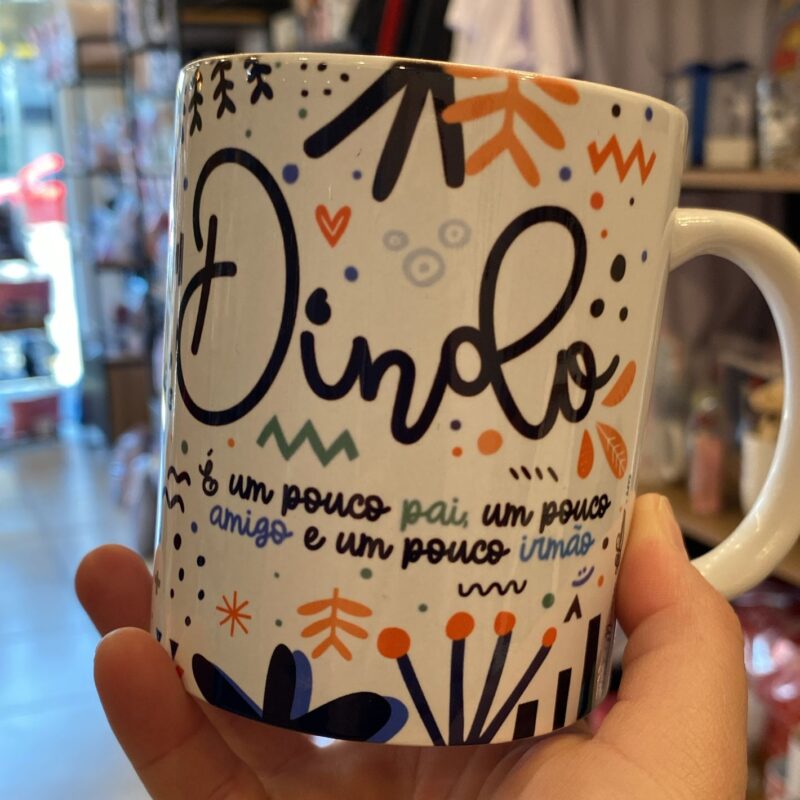 Dindo
É um pouco pai, um pouco
amigo e um pouco irmão